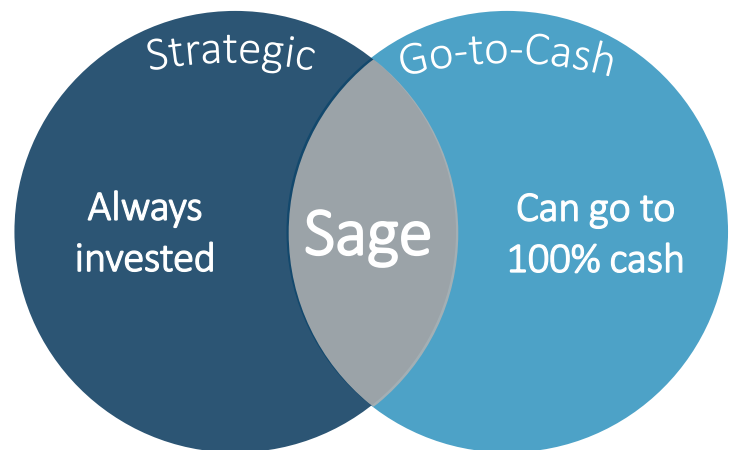 Strategic
Go-to-Cash
Always
invested
Sage
Can go to
100% cash